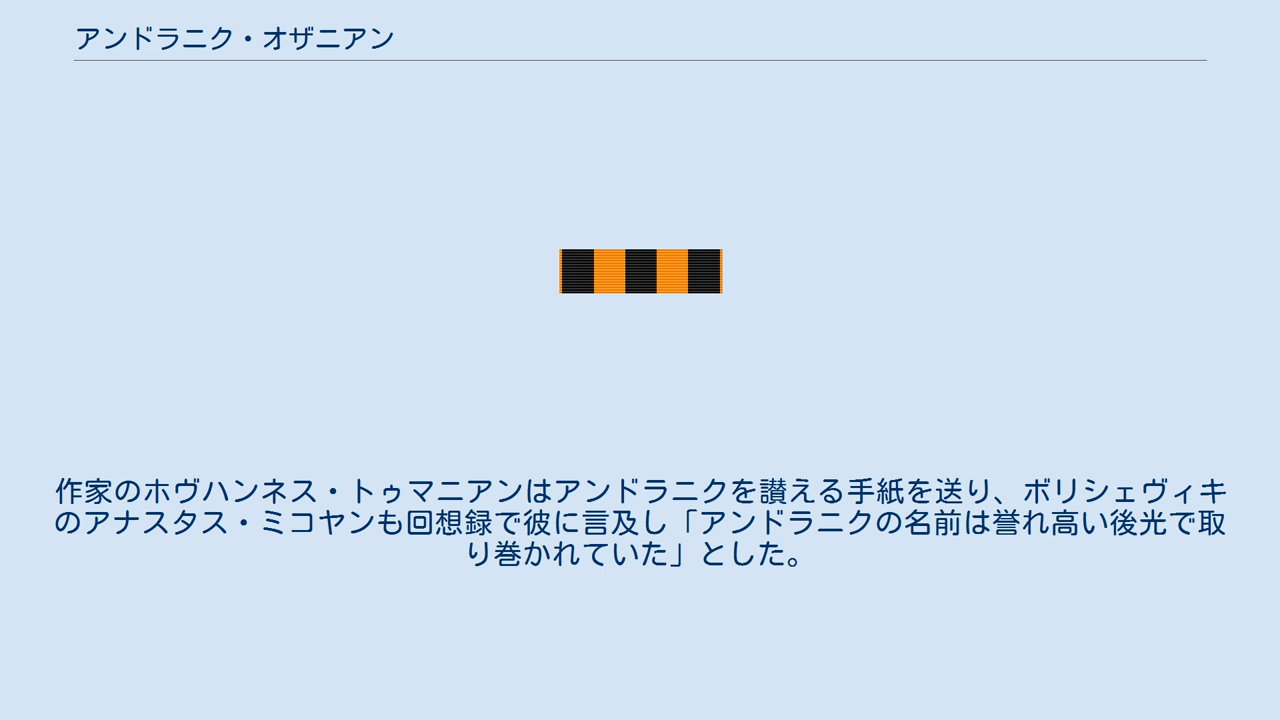 アンドラニク・オザニアン
作家のホヴハンネス・トゥマニアンはアンドラニクを讃える手紙を送り、ボリシェヴィキ
のアナスタス・ミコヤンも回想録で彼に言及し「アンドラニクの名前は誉れ高い後光で取
り巻かれていた」とした。